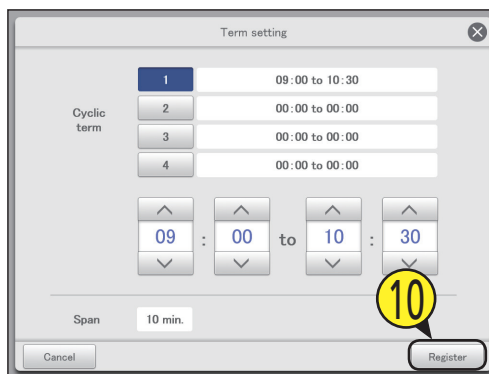 Term setting
Cyclic term
1 09:00 to 10:30
2 00:00 to 00:00
3 00:00 to 00:00
4 00:00 to 00:00
09 : 00 to 10 : 30
10
Span 10 min.
Cancel Register